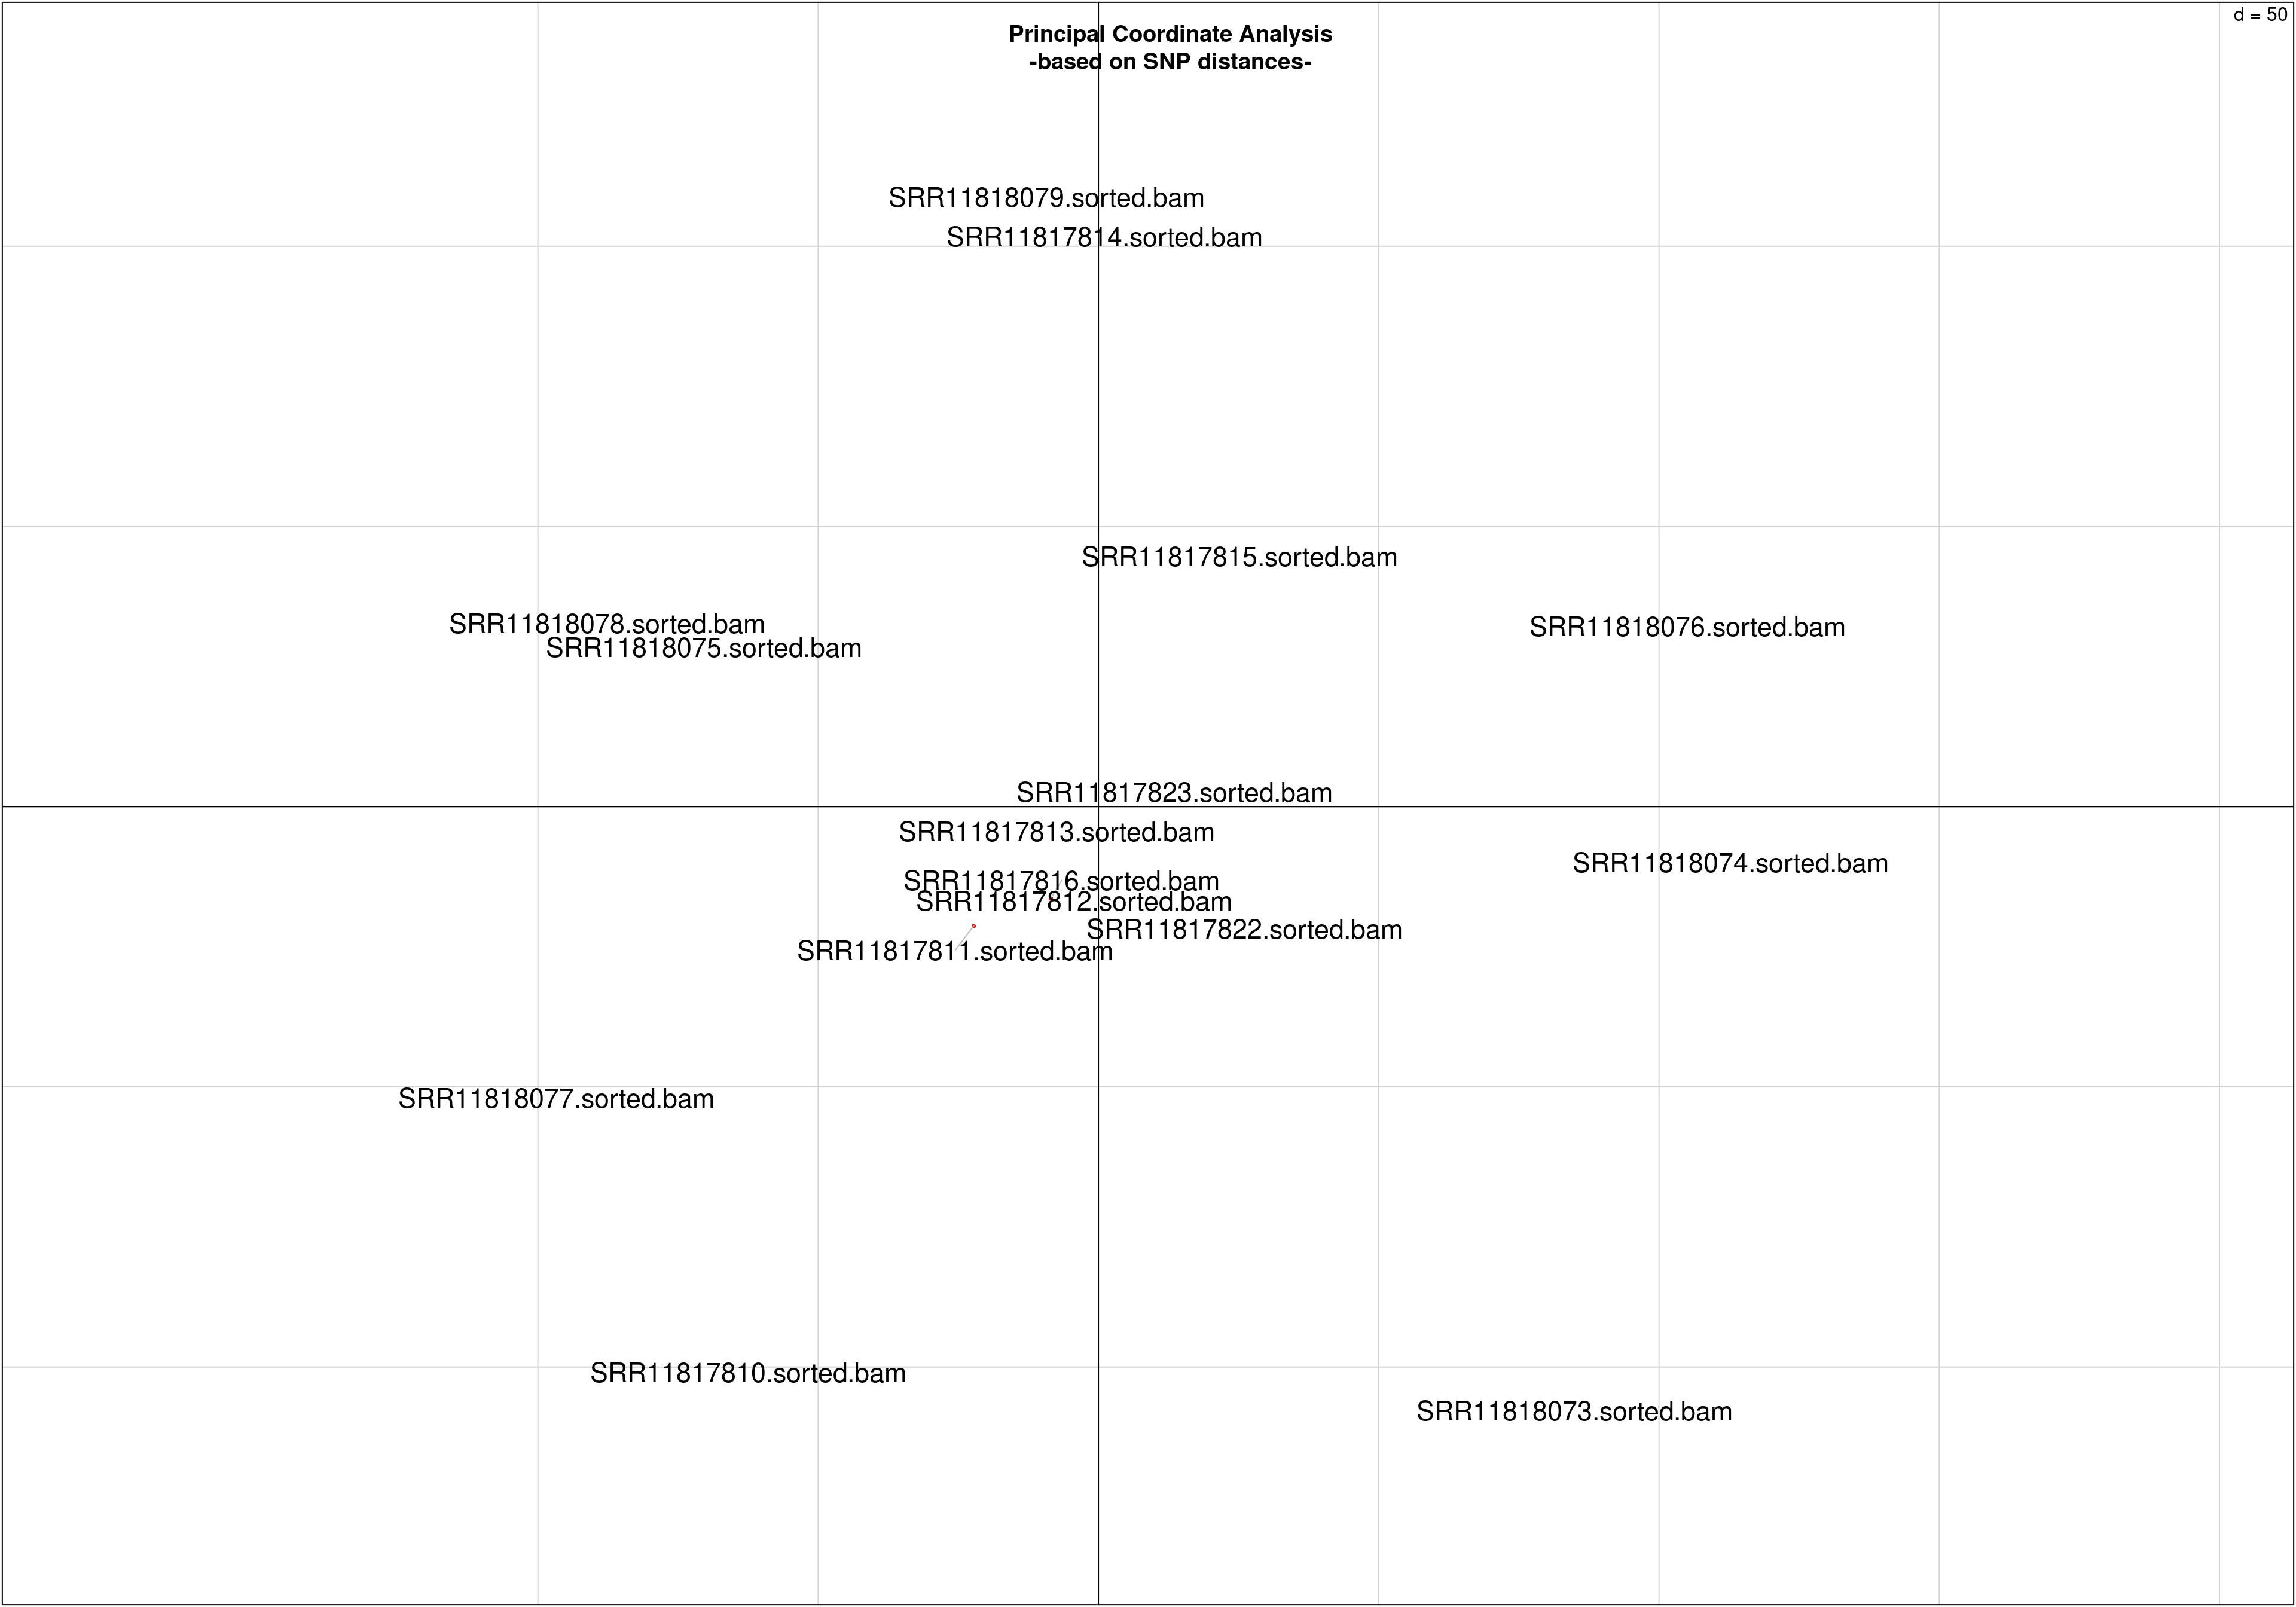 d = 50
Principal Coordinate Analysis
-based on SNP distances-
SRR11818079.sorted.bam
SRR11817814.sorted.bam
SRR11817815.sorted.bam
SRR11818078.sorted.bam
SRR11818076.sorted.bam
SRR11818075.sorted.bam
SRR11817823.sorted.bam
SRR11817813.sorted.bam
SRR11818074.sorted.bam
SRR11817816.sorted.bam
SRR11817812.sorted.bam
SRR11817822.sorted.bam
SRR11817811.sorted.bam
SRR11818077.sorted.bam
SRR11817810.sorted.bam
SRR11818073.sorted.bam